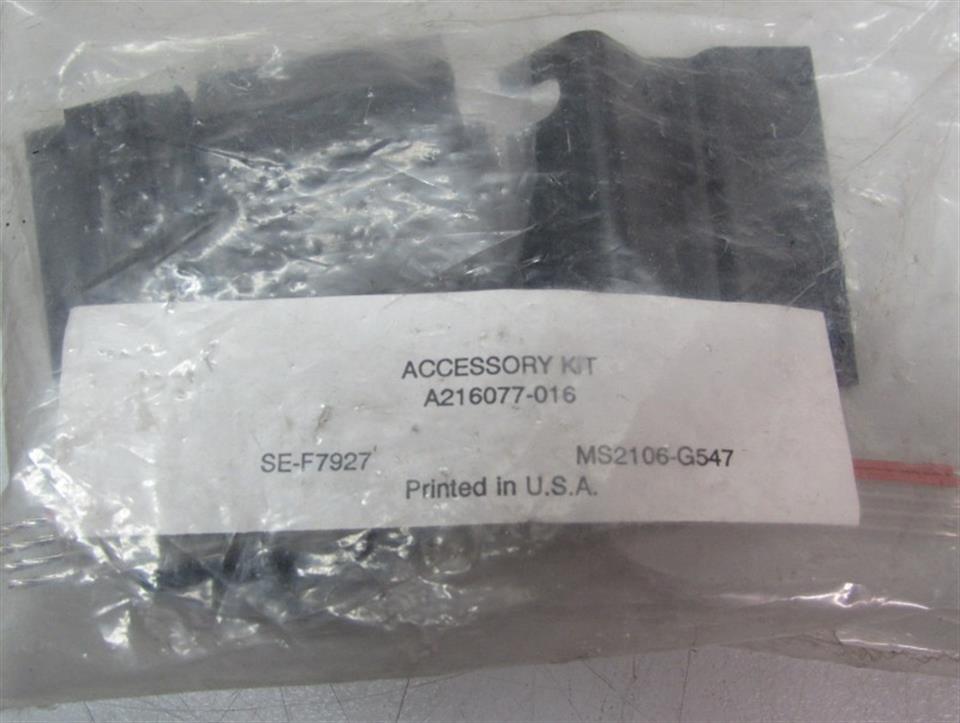 ACCESSORY KIT
A216077-016
SE-F7927 MS2106-G547
Printed in U.S.A.